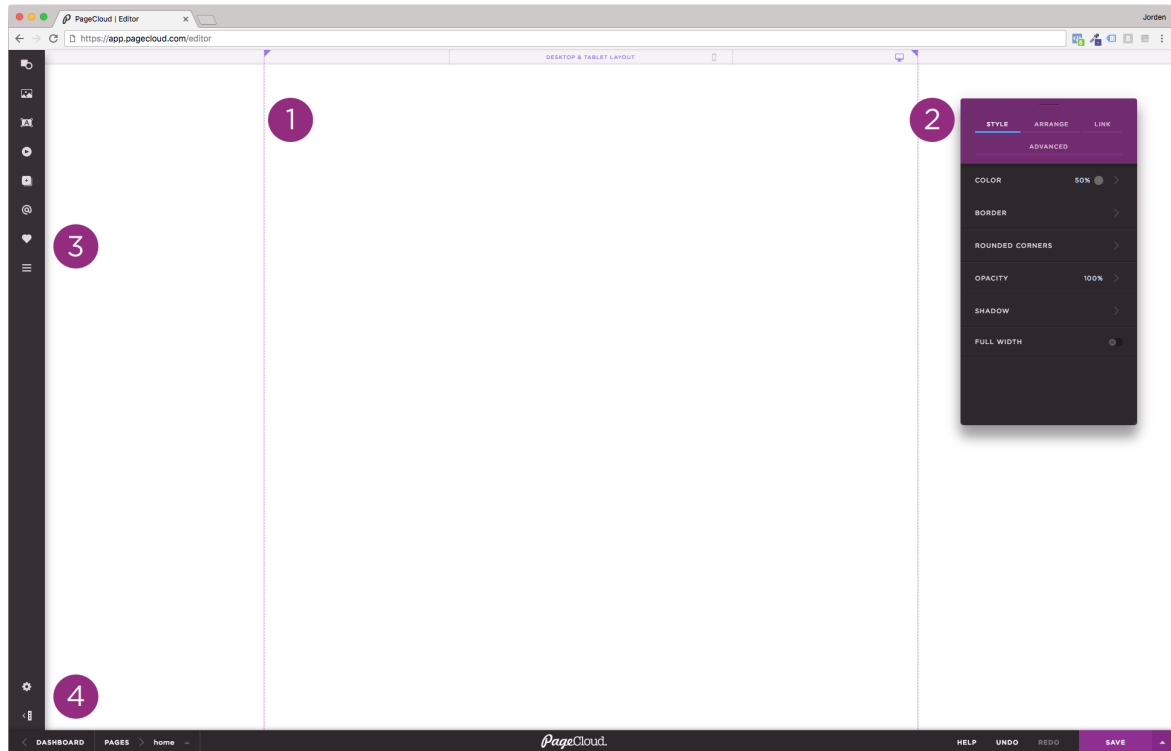 PageCloud | Editor
Jorden
https://app.pagecloud.com/editor
DESKTOP & TABLET LAYOUT
1
2
STYLE ARRANGE LINK
ADVANCED
COLOR 50%
BORDER
ROUNDED CORNERS
OPACITY 100%
SHADOW
FULL WIDTH
3
4
DASHBOARD PAGES home PageCloud. HELP UNDO REDO SAVE